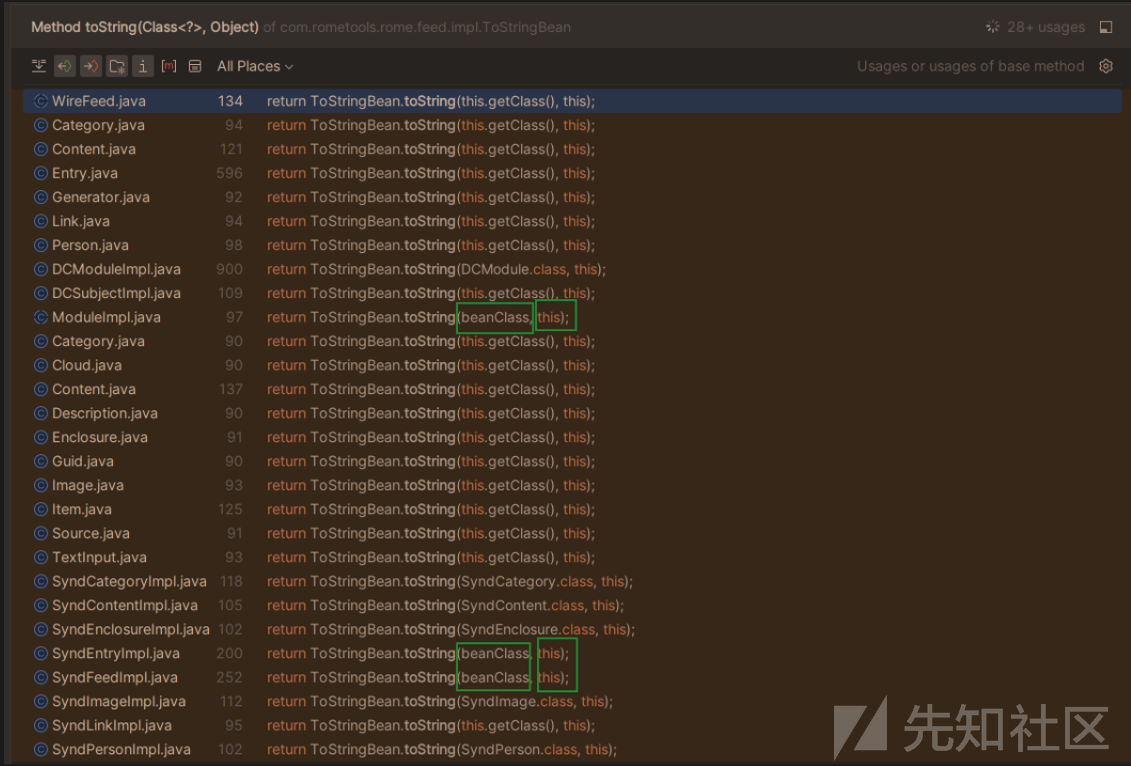 Method toString(Class<?>, Object) of com.rometools.rome.feed.impl.ToStringBean 28+ usages
All Places Usages or usages of base method
WireFeed.java 134 return ToStringBean.toString(this.getClass(), this);
Category.java 94 return ToStringBean.toString(this.getClass(), this);
Content.java 121 return ToStringBean.toString(this.getClass(), this);
Entry.java 596 return ToStringBean.toString(this.getClass(), this);
Generator.java 92 return ToStringBean.toString(this.getClass(), this);
Link.java 94 return ToStringBean.toString(this.getClass(), this);
Person.java 98 return ToStringBean.toString(this.getClass(), this);
DCModuleImpl.java 900 return ToStringBean.toString(DCModule.class, this);
DCSubjectImpl.java 109 return ToStringBean.toString(this.getClass(), this);
ModuleImpl.java 97 return ToStringBean.toString(beanClass, this);
Category.java 90 return ToStringBean.toString(this.getClass(), this);
Cloud.java 90 return ToStringBean.toString(this.getClass(), this);
Content.java 137 return ToStringBean.toString(this.getClass(), this);
Description.java 90 return ToStringBean.toString(this.getClass(), this);
Enclosure.java 91 return ToStringBean.toString(this.getClass(), this);
Guid.java 90 return ToStringBean.toString(this.getClass(), this);
Image.java 93 return ToStringBean.toString(this.getClass(), this);
Item.java 125 return ToStringBean.toString(this.getClass(), this);
Source.java 91 return ToStringBean.toString(this.getClass(), this);
TextInput.java 93 return ToStringBean.toString(this.getClass(), this);
SyndCategoryImpl.java 118 return ToStringBean.toString(SyndCategory.class, this);
SyndContentImpl.java 105 return ToStringBean.toString(SyndContent.class, this);
SyndEnclosureImpl.java 102 return ToStringBean.toString(SyndEnclosure.class, this);
SyndEntryImpl.java 200 return ToStringBean.toString(beanClass, this);
SyndFeedImpl.java 252 return ToStringBean.toString(beanClass, this);
SyndImageImpl.java 112 return ToStringBean.toString(SyndImage.class, this);
SyndLinkImpl.java 95 return ToStringBean.toString(this.getClass(), this);
SyndPersonImpl.java 102 return ToStringBean.toString(SyndPerson.class, this);
先知社区